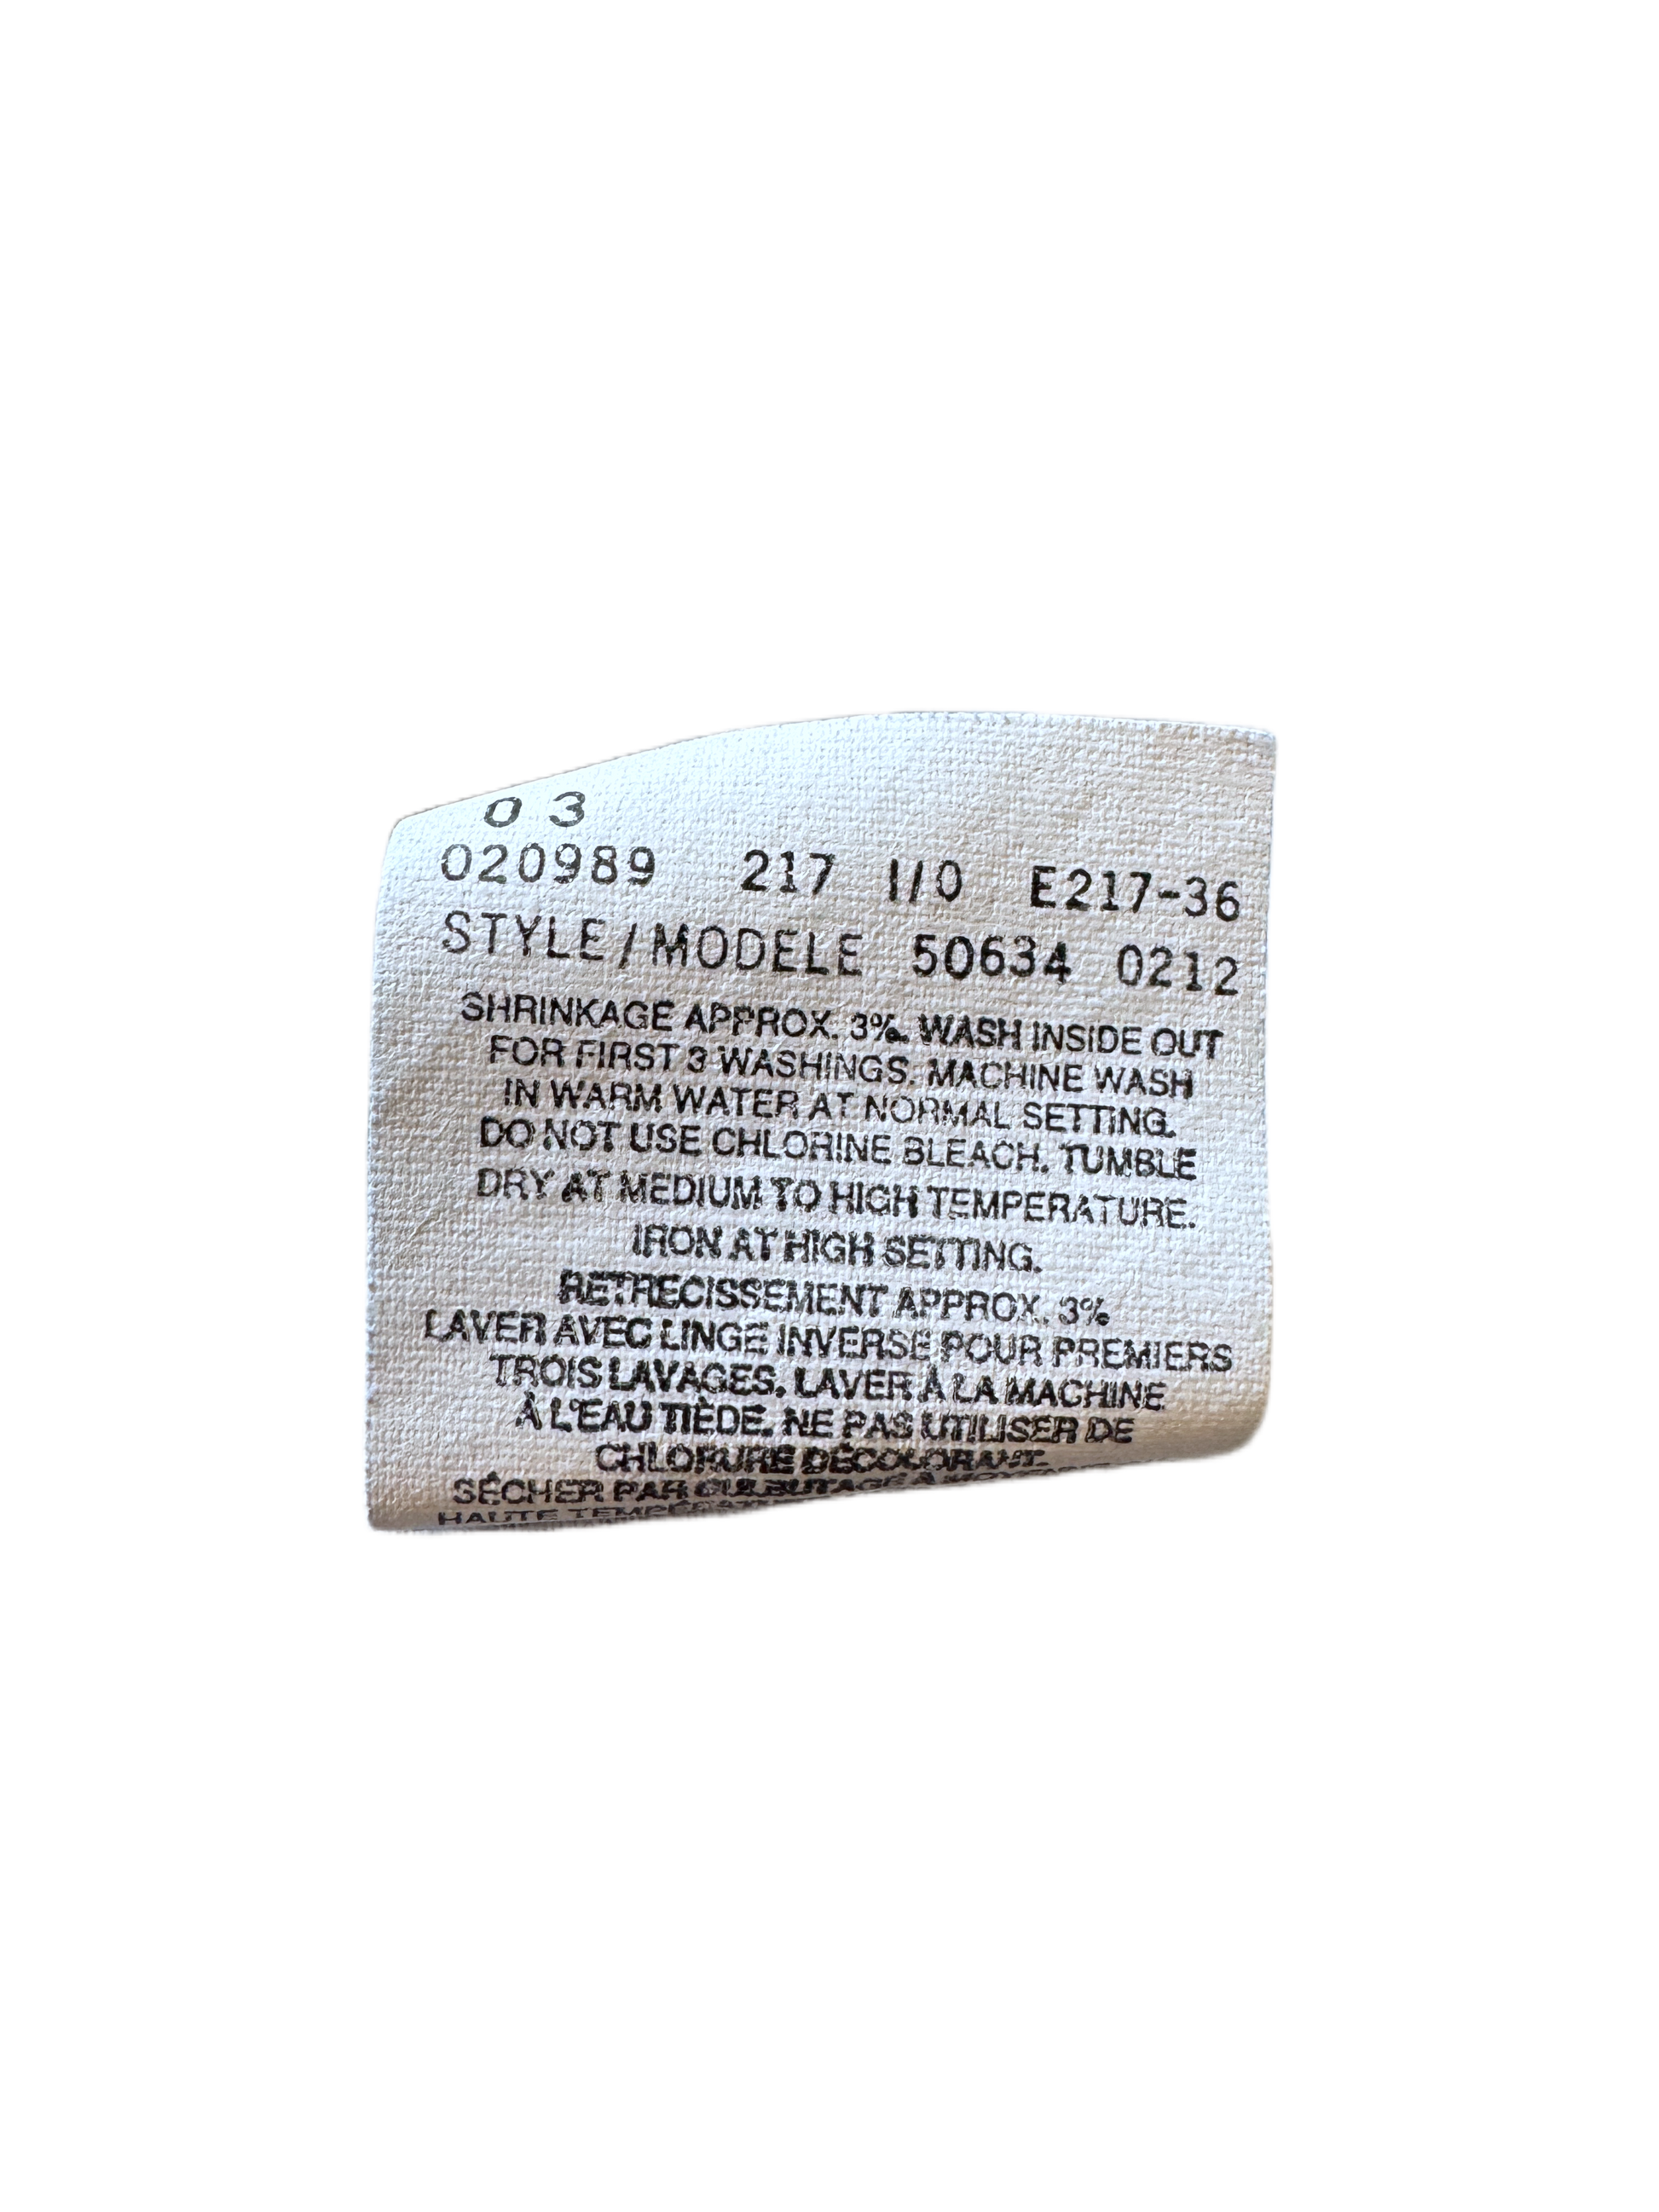 0 3
020989 217 I/O E217-36
STYLE/MODELE 50634 0212
SHRINKAGE APPROX. 3%. WASH INSIDE OUT
FOR FIRST 3 WASHINGS. MACHINE WASH
IN WARM WATER AT NORMAL SETTING.
DO NOT USE CHLORINE BLEACH. TUMBLE
DRY AT MEDIUM TO HIGH TEMPERATURE.
IRON AT HIGH SETTING.
RETRECISSEMENT APPROX. 3%
LAVER AVEC LINGE INVERSE POUR PREMIERS
TROIS LAVAGES. LAVER À LA MACHINE
À L'EAU TIÈDE. NE PAS UTILISER DE
CHLORURE DÉCOLORANT.
SÉCHER PAR CULBUTAGE À
HAUTE